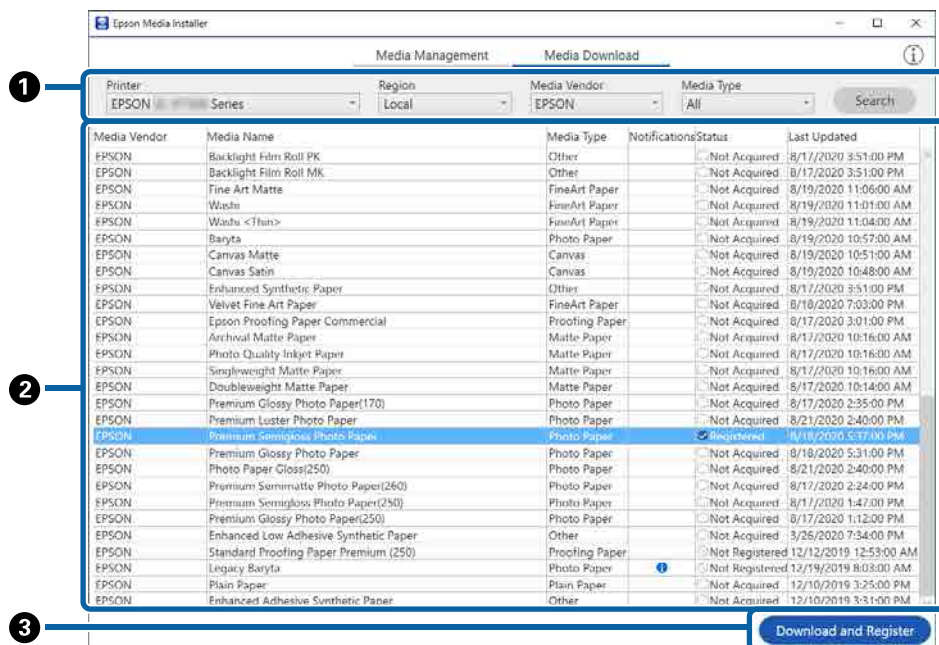 Epson Media Installer
Media Management Media Download
1
Printer Region Media Vendor Media Type
EPSON Series Local EPSON All Search
2
Media Vendor Media Name Media Type Notifications Status Last Updated
EPSON Backlight Film Roll PK Other Not Acquired 8/17/2020 3:51:00 PM
EPSON Backlight Film Roll MK Other Not Acquired 8/17/2020 3:51:00 PM
EPSON Fine Art Matte FineArt Paper Not Acquired 8/19/2020 11:06:00 AM
EPSON Washi FineArt Paper Not Acquired 8/19/2020 11:01:00 AM
EPSON Washi <Thin> FineArt Paper Not Acquired 8/19/2020 11:04:00 AM
EPSON Baryta Photo Paper Not Acquired 8/19/2020 10:57:00 AM
EPSON Canvas Matte Canvas Not Acquired 8/19/2020 10:51:00 AM
EPSON Canvas Satin Canvas Not Acquired 8/19/2020 10:48:00 AM
EPSON Enhanced Synthetic Paper Other Not Acquired 8/17/2020 3:51:00 PM
EPSON Velvet Fine Art Paper FineArt Paper Not Acquired 8/18/2020 7:03:00 PM
EPSON Epson Proofing Paper Commercial Proofing Paper Not Acquired 8/17/2020 3:01:00 PM
EPSON Archival Matte Paper Matte Paper Not Acquired 8/17/2020 10:16:00 AM
EPSON Photo Quality Inkjet Paper Matte Paper Not Acquired 8/17/2020 10:16:00 AM
EPSON Singleweight Matte Paper Matte Paper Not Acquired 8/17/2020 10:16:00 AM
EPSON Doubleweight Matte Paper Matte Paper Not Acquired 8/17/2020 10:14:00 AM
EPSON Premium Glossy Photo Paper(170) Photo Paper Not Acquired 8/17/2020 2:35:00 PM
EPSON Premium Luster Photo Paper Photo Paper Not Acquired 8/21/2020 2:40:00 PM
EPSON Premium Semigloss Photo Paper Photo Paper Registered 8/18/2020 5:37:00 PM
EPSON Premium Glossy Photo Paper Photo Paper Not Acquired 8/18/2020 5:31:00 PM
EPSON Photo Paper Gloss(250) Photo Paper Not Acquired 8/21/2020 2:40:00 PM
EPSON Premium Semimatte Photo Paper(260) Photo Paper Not Acquired 8/17/2020 2:24:00 PM
EPSON Premium Semigloss Photo Paper(250) Photo Paper Not Acquired 8/17/2020 1:47:00 PM
EPSON Premium Glossy Photo Paper(250) Photo Paper Not Acquired 8/17/2020 1:12:00 PM
EPSON Enhanced Low Adhesive Synthetic Paper Other Not Acquired 3/26/2020 7:34:00 PM
EPSON Standard Proofing Paper Premium (250) Proofing Paper Not Registered 12/12/2019 12:53:00 AM
EPSON Legacy Baryta Photo Paper Not Registered 12/19/2019 8:03:00 AM
EPSON Plain Paper Plain Paper Not Acquired 12/10/2019 3:25:00 PM
EPSON Enhanced Adhesive Synthetic Paper Other Not Acquired 12/10/2019 3:31:00 PM
3
Download and Register